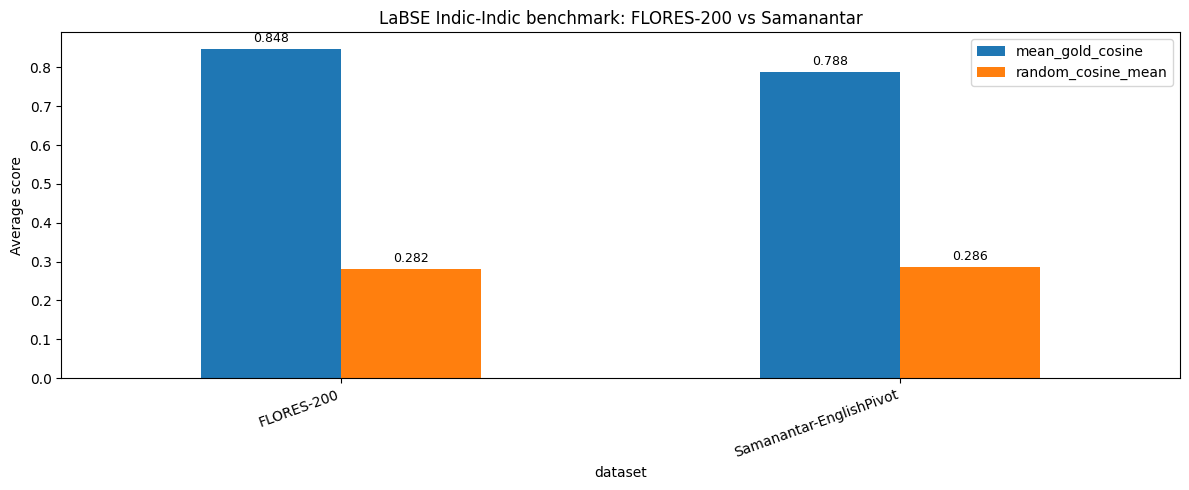 LaBSE Indic-Indic benchmark: FLORES-200 vs Samanantar
mean_gold_cosine
random_cosine_mean
Average score
0.8
0.7
0.6
0.5
0.4
0.3
0.2
0.1
0.0
0.848
0.282
0.788
0.286
FLORES-200
Samanantar-EnglishPivot
dataset